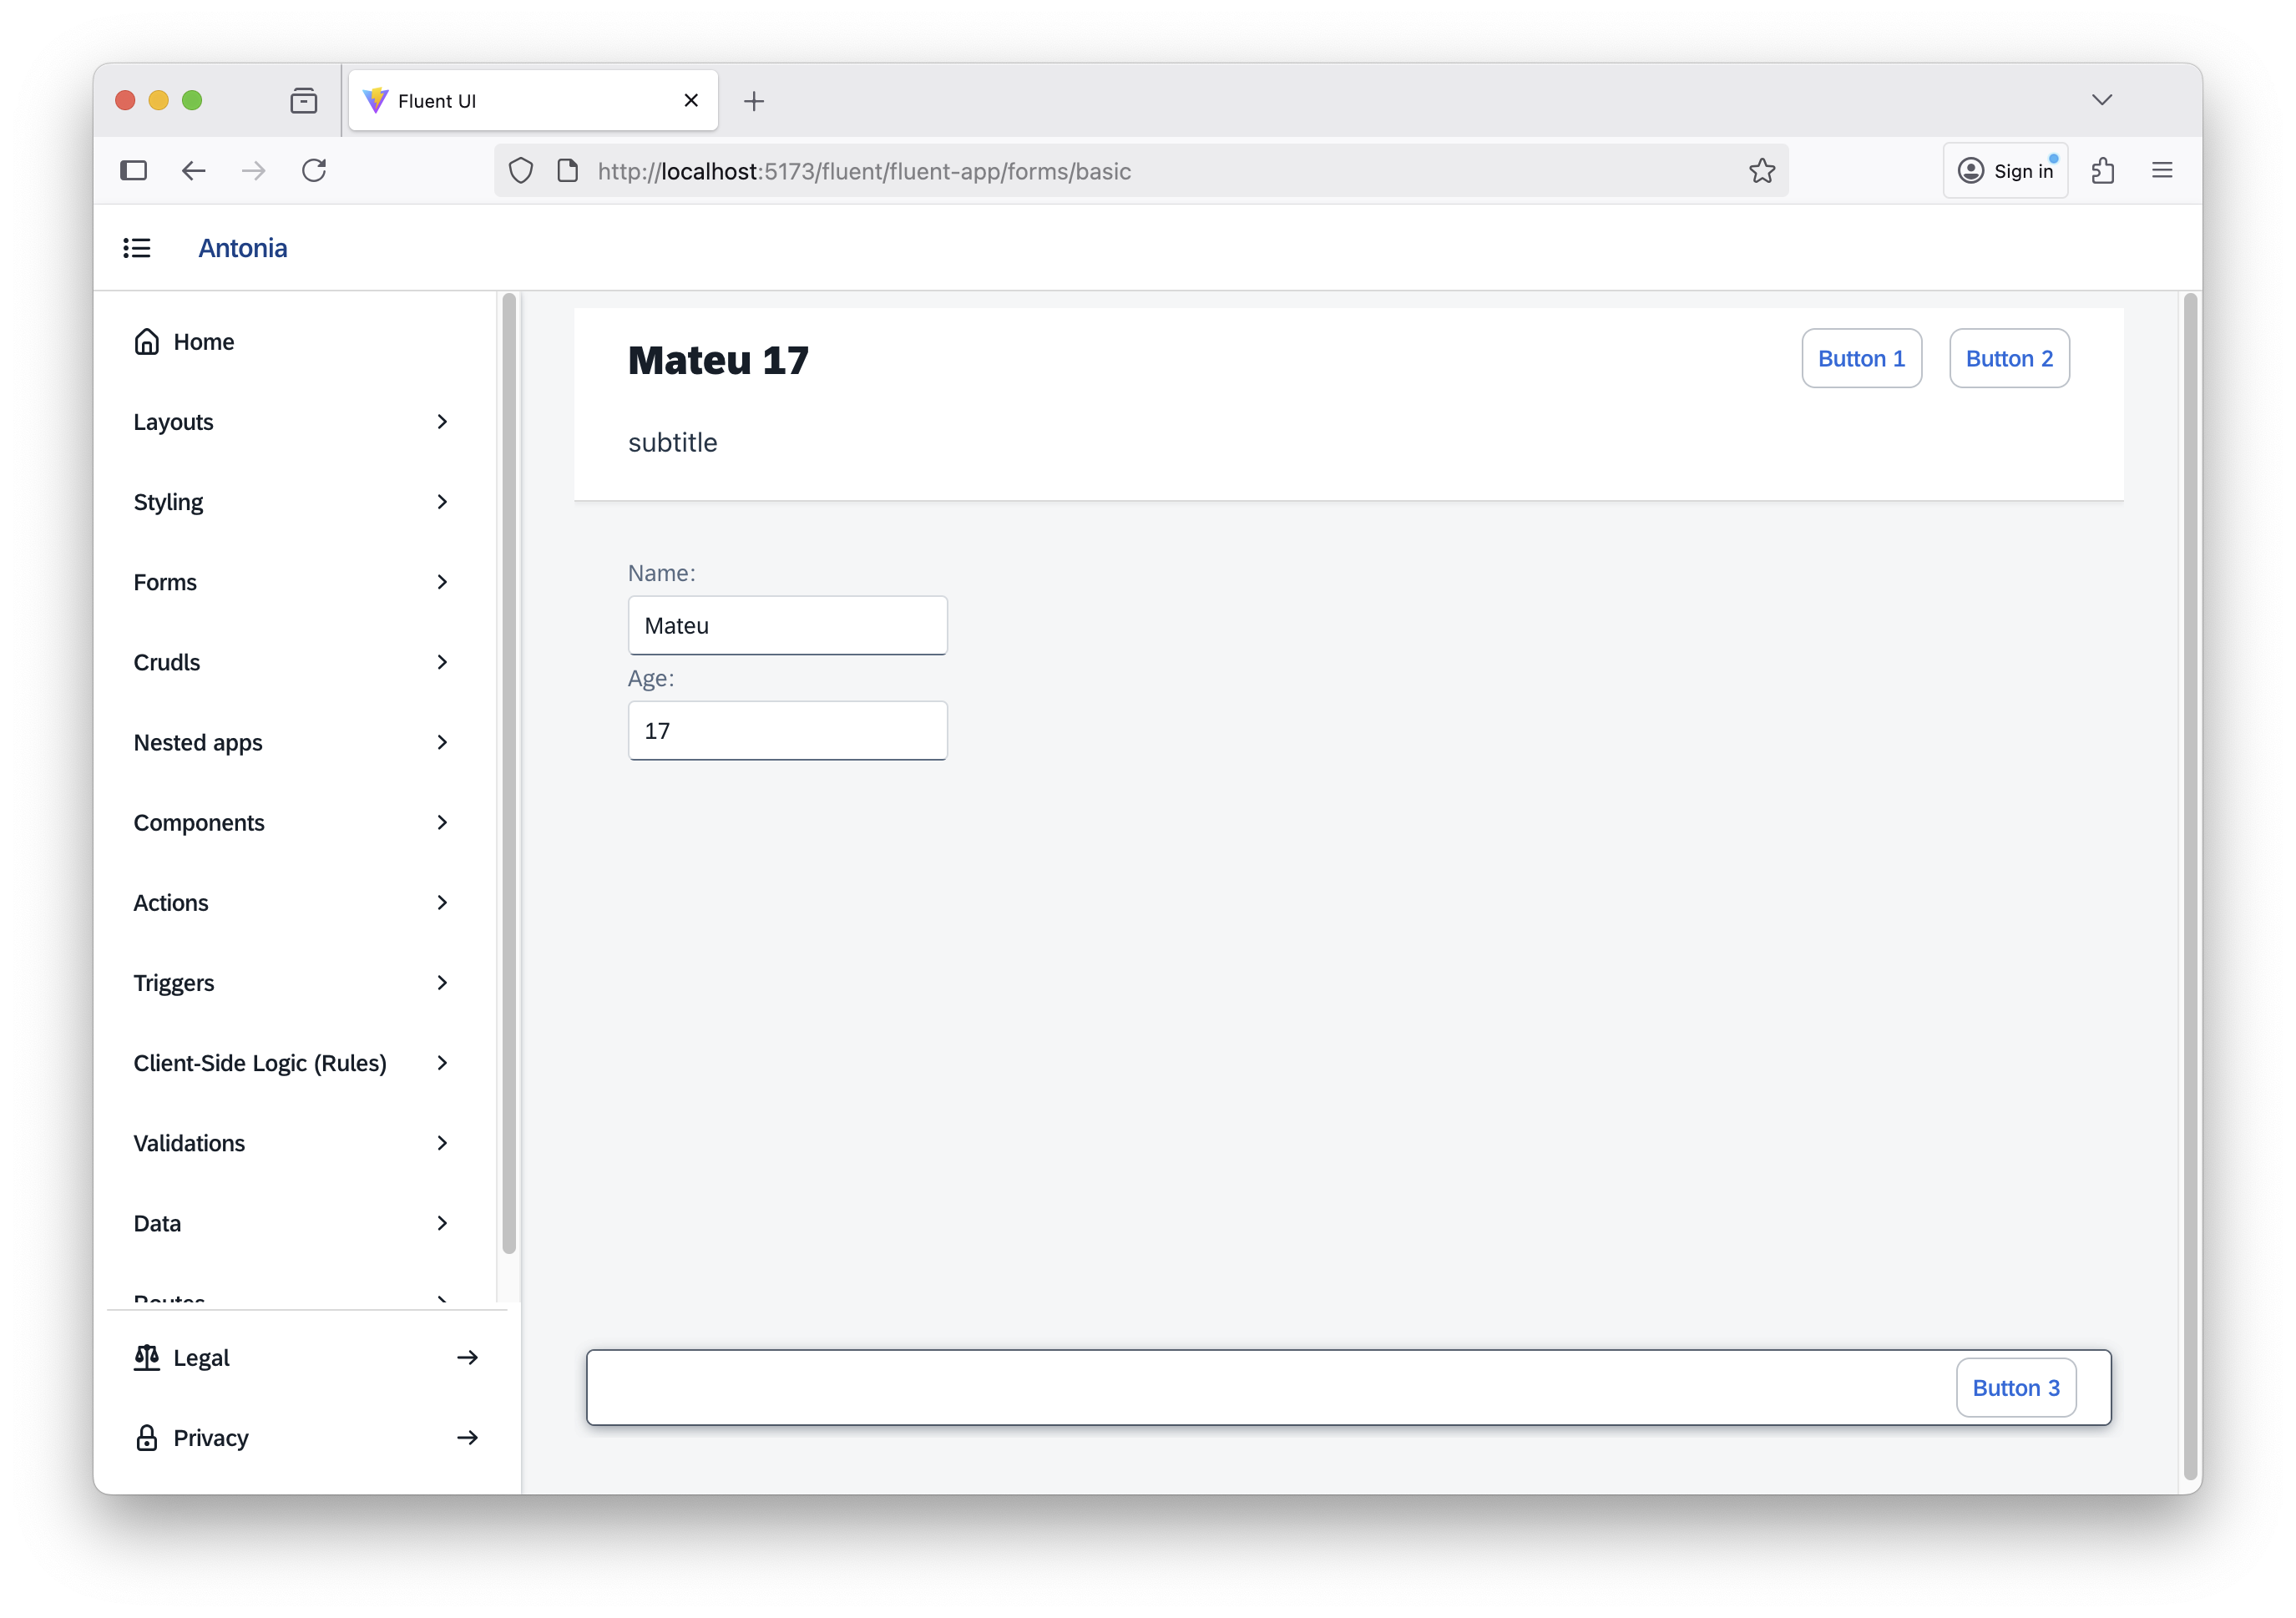 Fluent UI
http://localhost:5173/fluent/fluent-app/forms/basic
Sign in
Antonia
Home
Layouts
Styling
Forms
Crudls
Nested apps
Components
Actions
Triggers
Client-Side Logic (Rules)
Validations
Data
Routes
Legal
Privacy
Mateu 17
Button 1
Button 2
subtitle
Name:
Mateu
Age:
17
Button 3